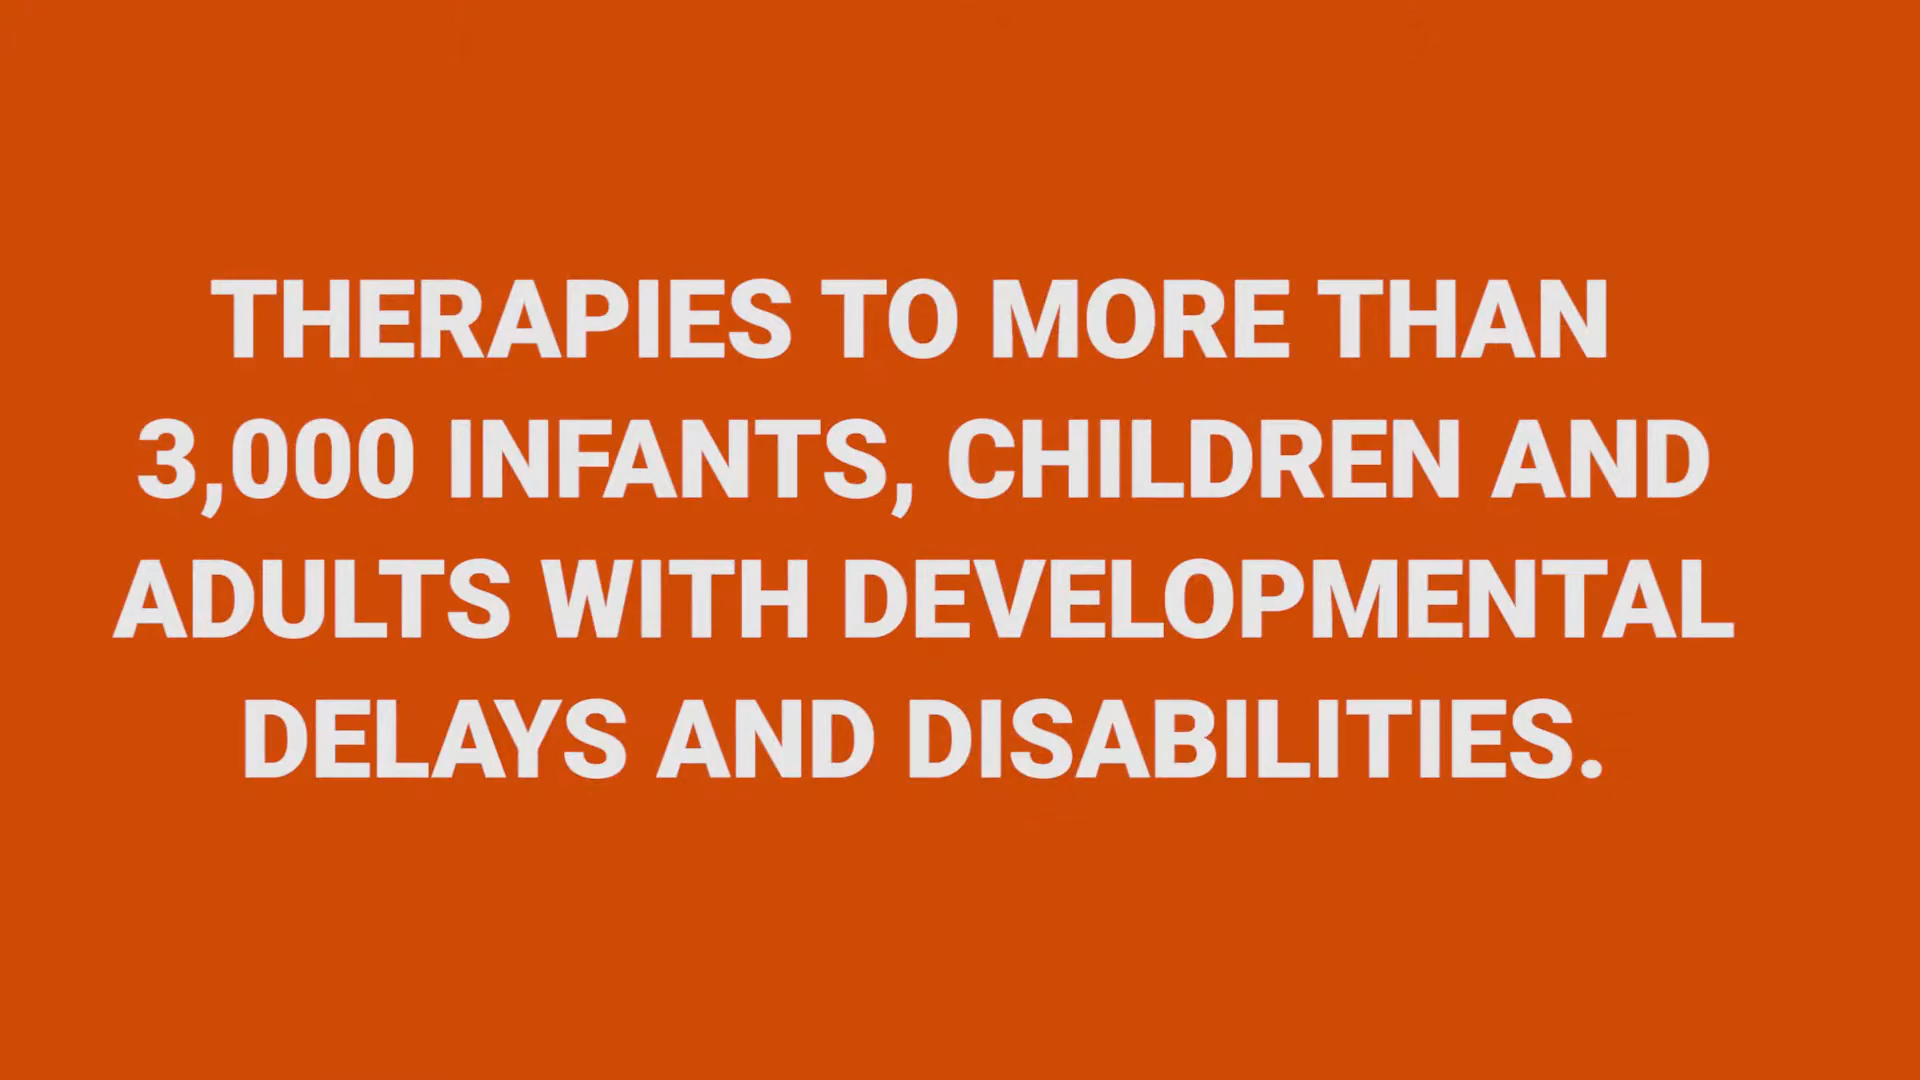 THERAPIES TO MORE THAN
3,000 INFANTS, CHILDREN AND
ADULTS WITH DEVELOPMENTAL
DELAYS AND DISABILITIES.